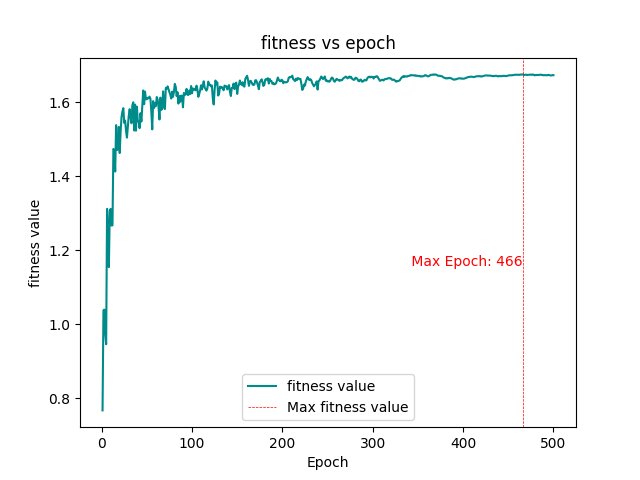 fitness vs epoch
fitness value
1.6
1.4
1.2
1.0
0.8
Max Epoch: 466
fitness value
Max fitness value
0
100
200
300
400
500
Epoch